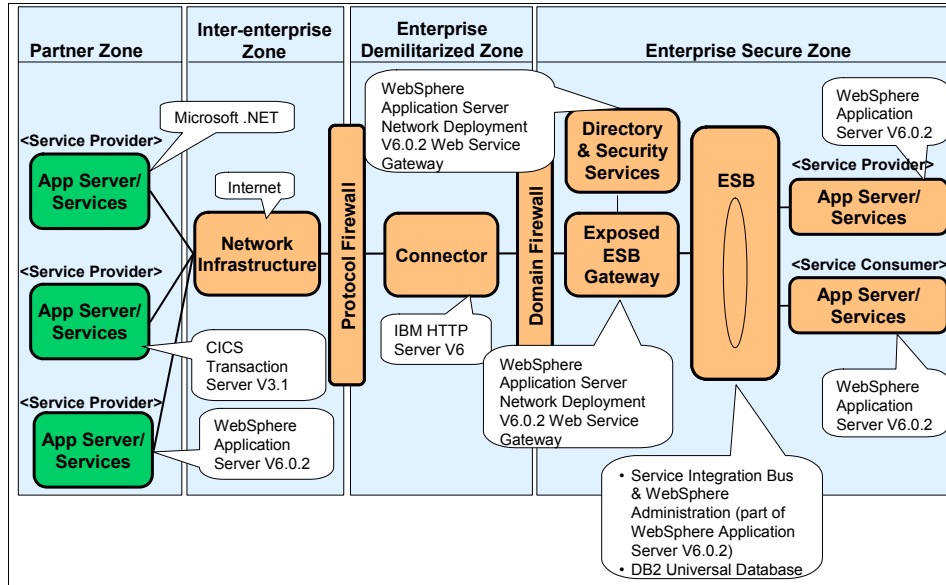 Partner Zone
Inter-enterprise
Zone
Enterprise
Demilitarized Zone
Enterprise Secure Zone
Microsoft .NET
<Service Provider>
App Server/
Services
<Service Provider>
App Server/
Services
CICS
Transaction
Server V3.1
<Service Provider>
App Server/
Services
WebSphere
Application
Server V6.0.2
Internet
Network
Infrastructure
Protocol Firewall
Connector
IBM HTTP
Server V6
Domain Firewall
WebSphere
Application Server
Network Deployment
V6.0.2 Web Service
Gateway
Directory
& Security
Services
Exposed
ESB
Gateway
WebSphere
Application Server
Network Deployment
V6.0.2 Web Service
Gateway
ESB
• Service Integration Bus
& WebSphere
Administration (part of
WebSphere Application
Server V6.0.2)
• DB2 Universal Database
WebSphere
Application
Server V6.0.2
<Service Provider>
App Server/
Services
<Service Consumer>
App Server/
Services
WebSphere
Application
Server V6.0.2